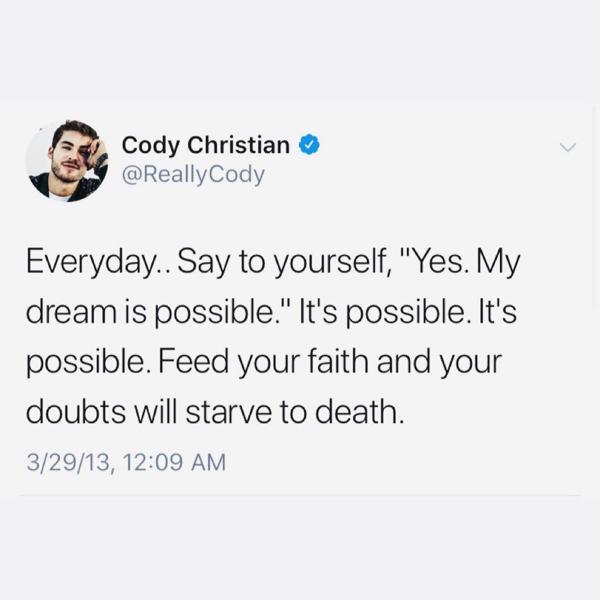 Cody Christian
@ReallyCody
Everyday.. Say to yourself, "Yes. My
dream is possible." It's possible. It's
possible. Feed your faith and your
doubts will starve to death.
3/29/13, 12:09 AM